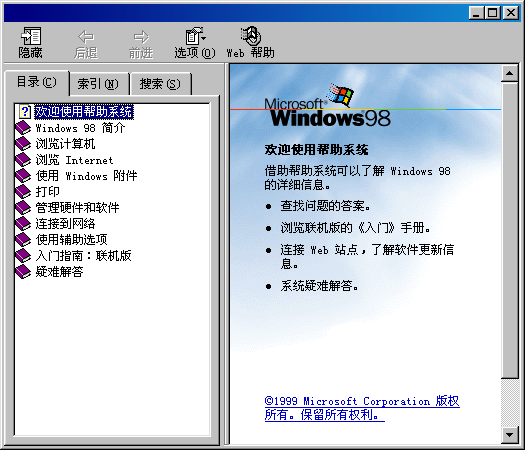 隐藏 后退 前进 选项(O) Web 帮助
目录(C) 索引(N) 搜索(S)
欢迎使用帮助系统
Windows 98 简介
浏览计算机
浏览 Internet
使用 Windows 附件
打印
管理硬件和软件
连接到网络
使用辅助选项
入门指南：联机版
疑难解答
Microsoft®
Windows98
欢迎使用帮助系统
借助帮助系统可以了解 Windows 98
的详细信息。
• 查找问题的答案。
• 浏览联机版的《入门》手册。
• 连接 Web 站点，了解软件更新信
息。
• 系统疑难解答。
©1999 Microsoft Corporation 版权
所有。保留所有权利。